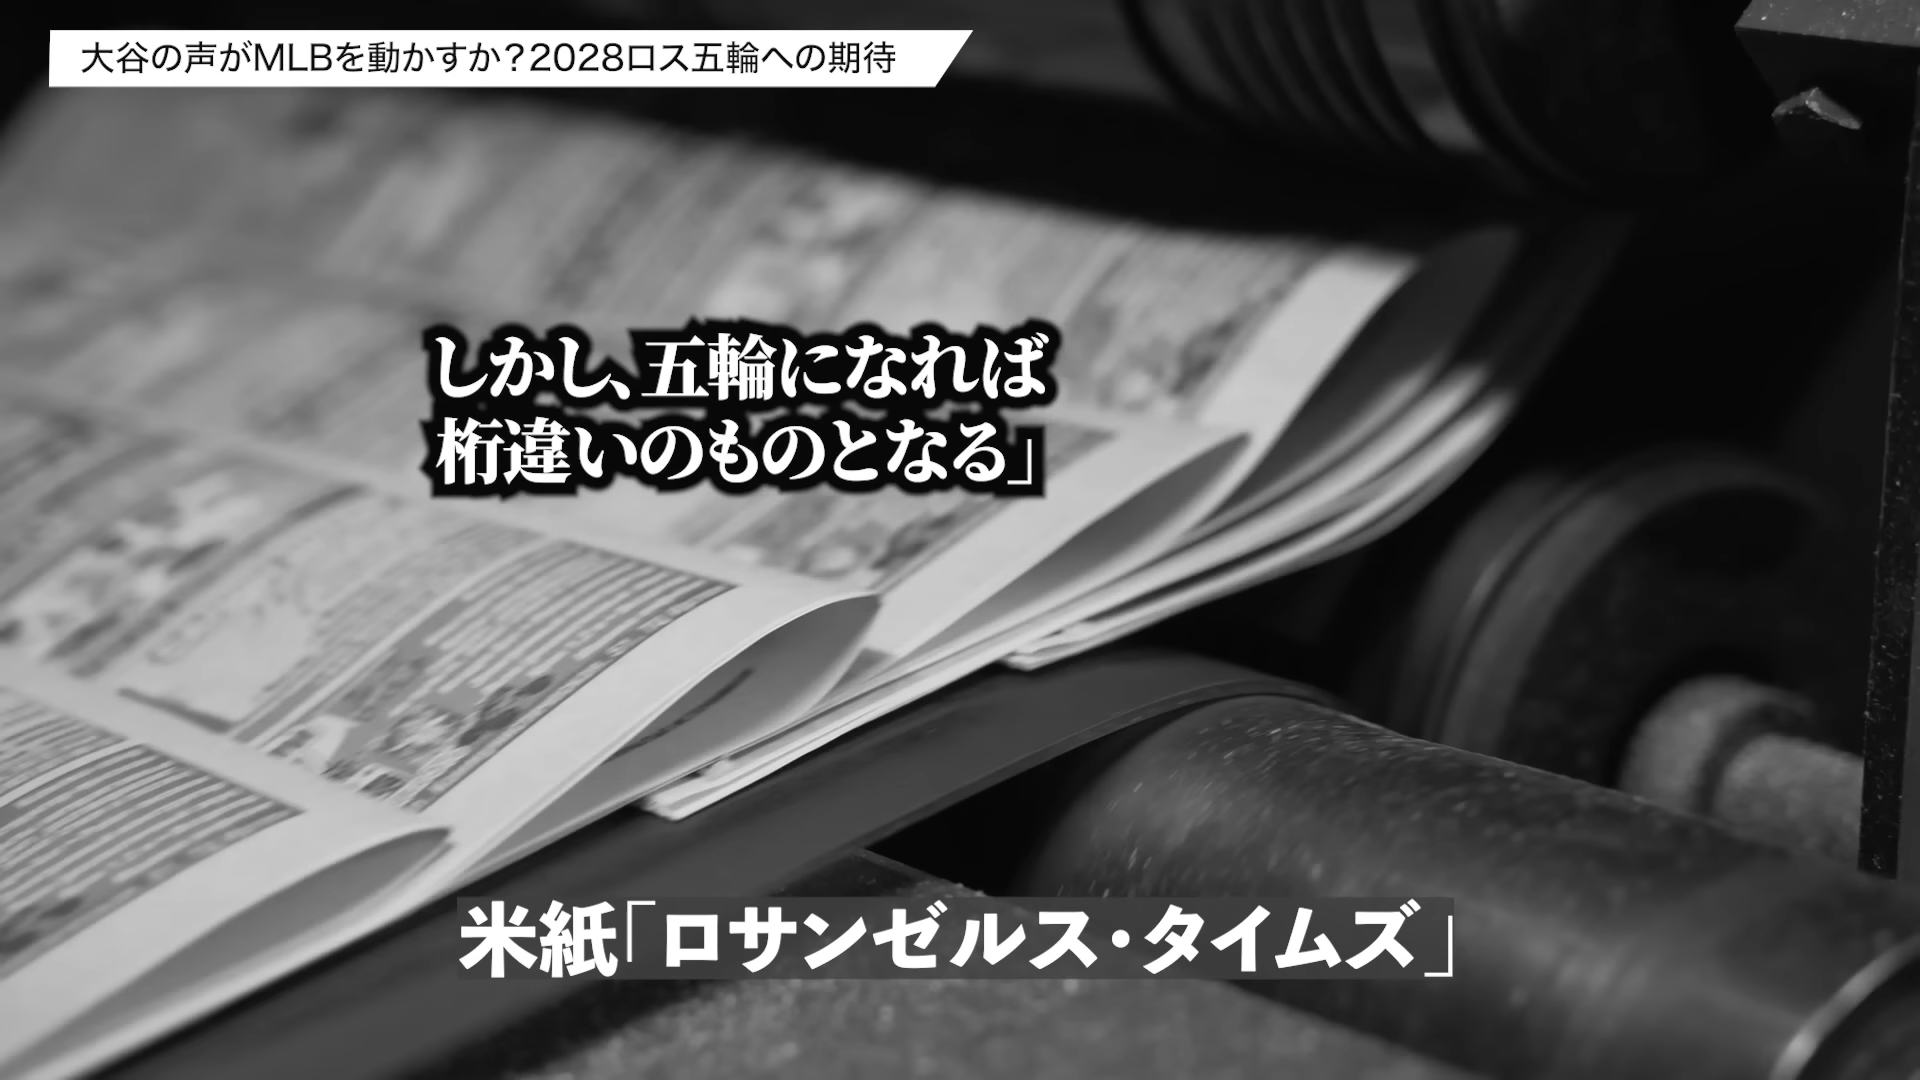 大谷の声がMLBを動かすか？2028ロス五輪への期待
しかし、五輪になれば
桁違いのものとなる」
米紙「ロサンゼルス・タイムズ」